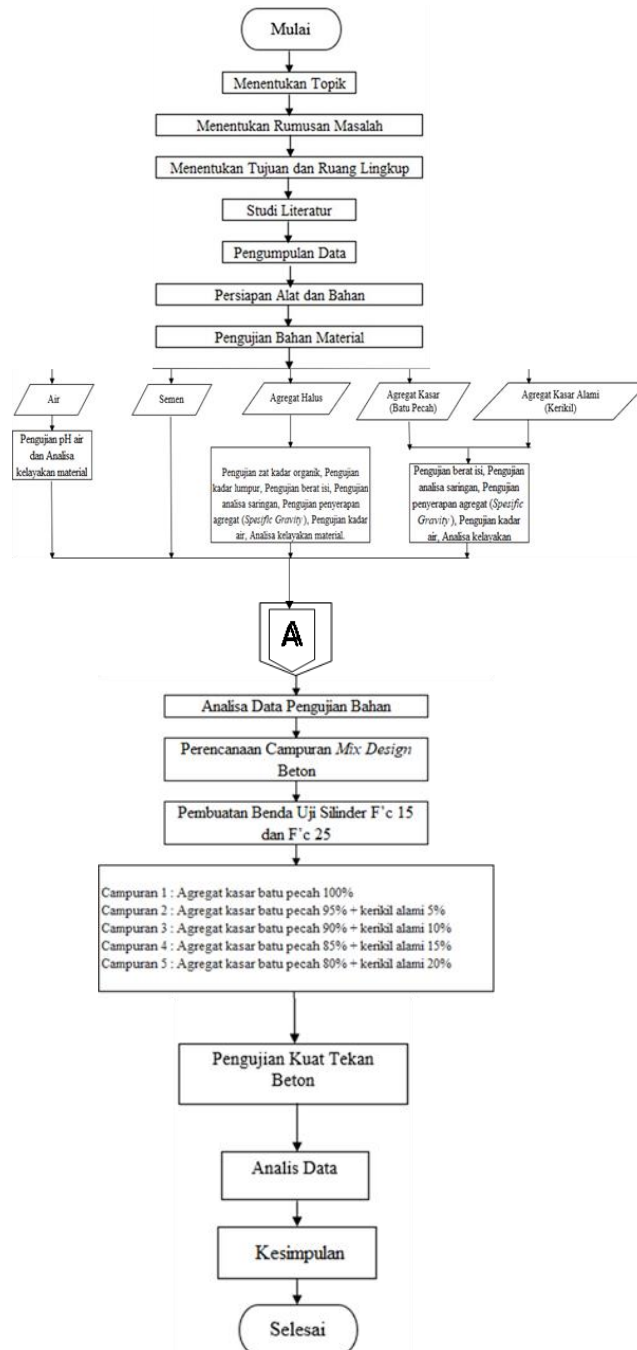 Mulai
Menentukan Topik
Menentukan Rumusan Masalah
Menentukan Tujuan dan Ruang Lingkup
Studi Literatur
Pengumpulan Data
Persiapan Alat dan Bahan
Pengujian Bahan Material
Air
Semen
Agregat Halus
Agregat Kasar
(Batu Pecah)
Agregat Kasar Alami
(Kerikil)
Pengujian pH air
dan Analisa
kelayakan material
Pengujian zat kadar organik, Pengujian
kadar lumpur, Pengujian berat isi, Pengujian
analisa saringan, Pengujian penyerapan
agregat (Spesific Gravity), Pengujian kadar
air, Analisa kelayakan material.
Pengujian berat isi, Pengujian
analisa saringan, Pengujian
penyerapan agregat (Spesific
Gravity), Pengujian kadar
air, Analisa kelayakan
A
Analisa Data Pengujian Bahan
Perencanaan Campuran Mix Design
Beton
Pembuatan Benda Uji Silinder F'c 15
dan F'c 25
Campuran 1 : Agregat kasar batu pecah 100%
Campuran 2 : Agregat kasar batu pecah 95% + kerikil alami 5%
Campuran 3 : Agregat kasar batu pecah 90% + kerikil alami 10%
Campuran 4 : Agregat kasar batu pecah 85% + kerikil alami 15%
Campuran 5 : Agregat kasar batu pecah 80% + kerikil alami 20%
Pengujian Kuat Tekan
Beton
Analis Data
Kesimpulan
Selesai